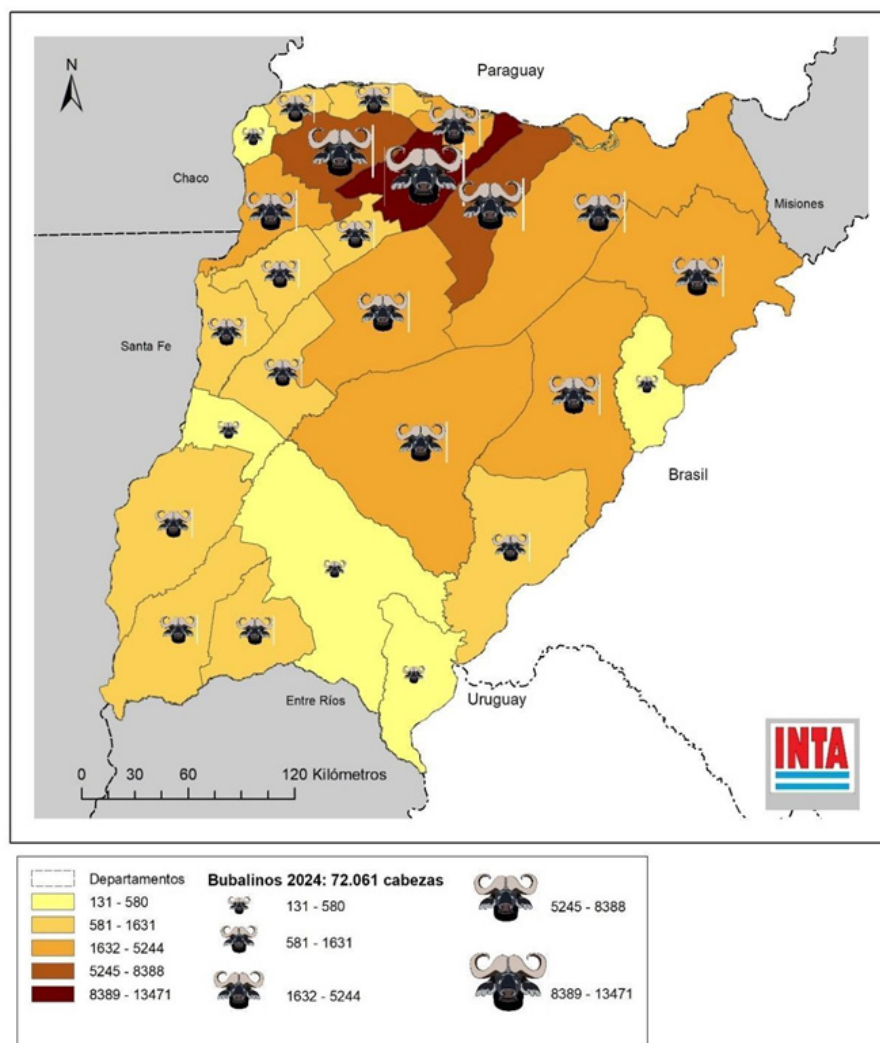 N
Paraguay
Chaco
Misiones
Santa Fe
Brasil
Entre Ríos
Uruguay
0 30 60 120 Kilómetros
INTA
Departamentos
131 - 580
581 - 1631
1632 - 5244
5245 - 8388
8389 - 13471
Bubalinos 2024: 72.061 cabezas
131 - 580
581 - 1631
1632 - 5244
5245 - 8388
8389 - 13471